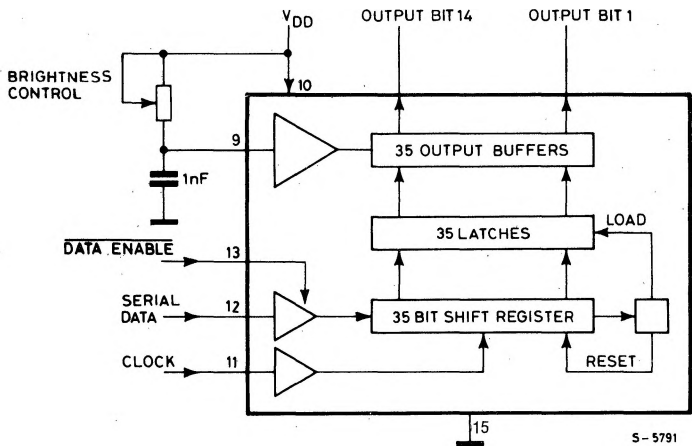 V DD
OUTPUT BIT 14
OUTPUT BIT 1
BRIGHTNESS
CONTROL
10
9
1nF
35 OUTPUT BUFFERS
LOAD
35 LATCHES
DATA ENABLE
13
SERIAL
DATA
12
35 BIT SHIFT REGISTER
CLOCK
11
RESET
15
S-5791